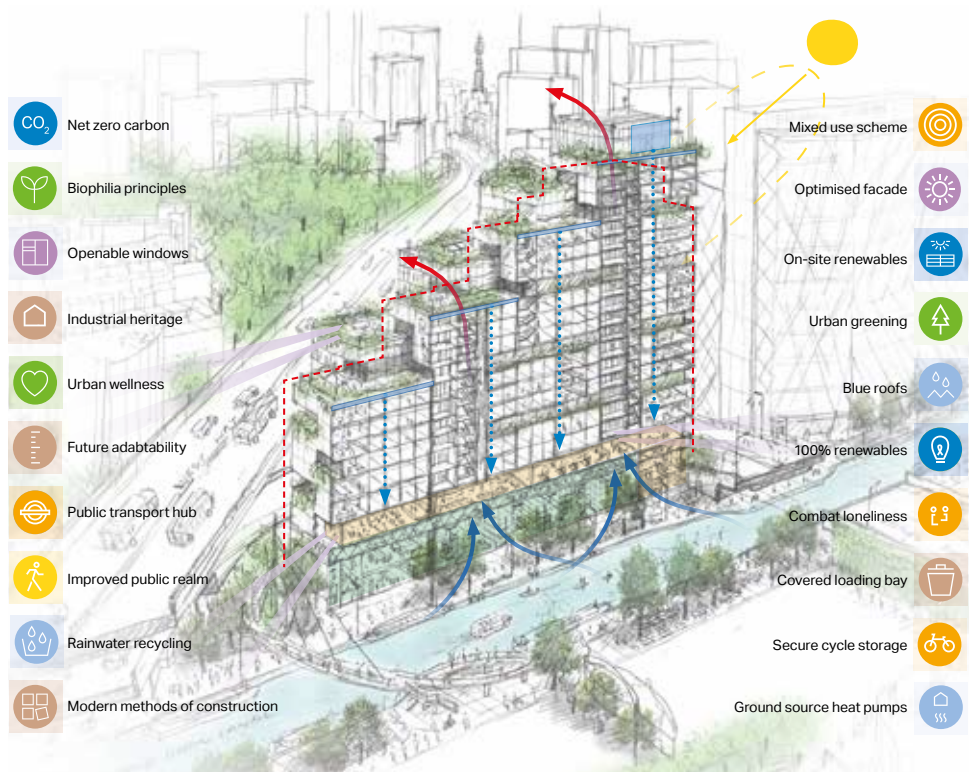 CO2
Net zero carbon
Biophilia principles
Openable windows
Industrial heritage
Urban wellness
Future adabtability
Public transport hub
Improved public realm
Rainwater recycling
Modern methods of construction
Mixed use scheme
Optimised facade
On-site renewables
Urban greening
Blue roofs
100% renewables
Combat loneliness
Covered loading bay
Secure cycle storage
Ground source heat pumps